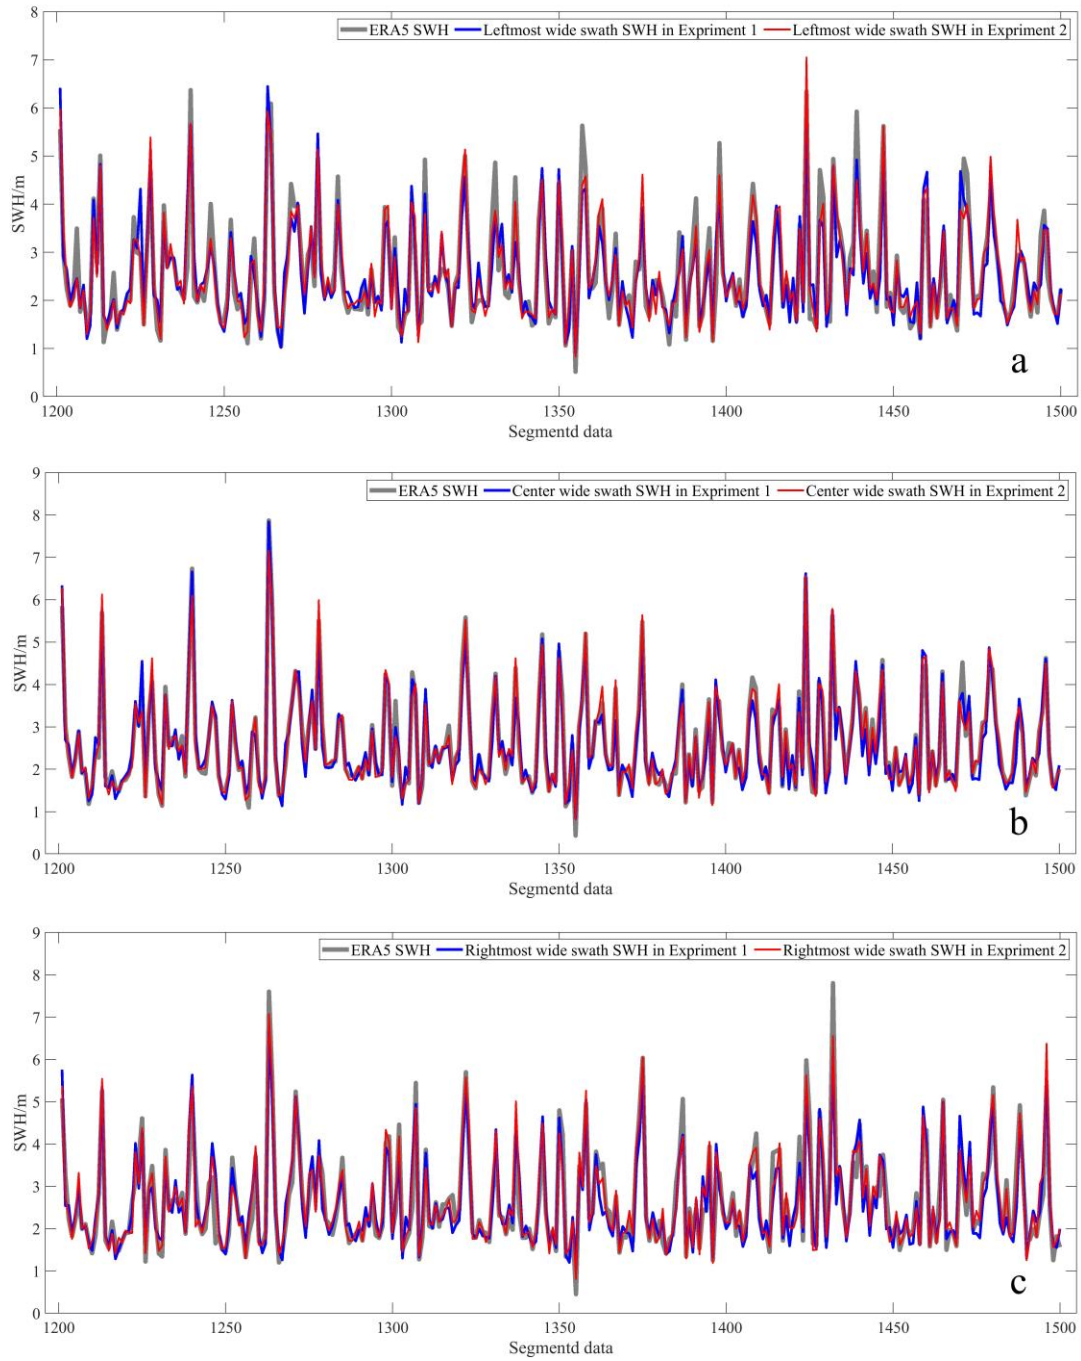 8
ERA5 SWH Leftmost wide swath SWH in Expriment 1 Leftmost wide swath SWH in Expriment 2
7
6
5
SWH/m
4
3
2
1
a
0
1200 1250 1300 1350 1400 1450 1500
Segmentd data
9
ERA5 SWH Center wide swath SWH in Expriment 1 Center wide swath SWH in Expriment 2
8
7
6
5
SWH/m
4
3
2
1
b
0
1200 1250 1300 1350 1400 1450 1500
Segmentd data
9
ERA5 SWH Rightmost wide swath SWH in Expriment 1 Rightmost wide swath SWH in Expriment 2
8
7
6
5
SWH/m
4
3
2
1
c
0
1200 1250 1300 1350 1400 1450 1500
Segmentd data